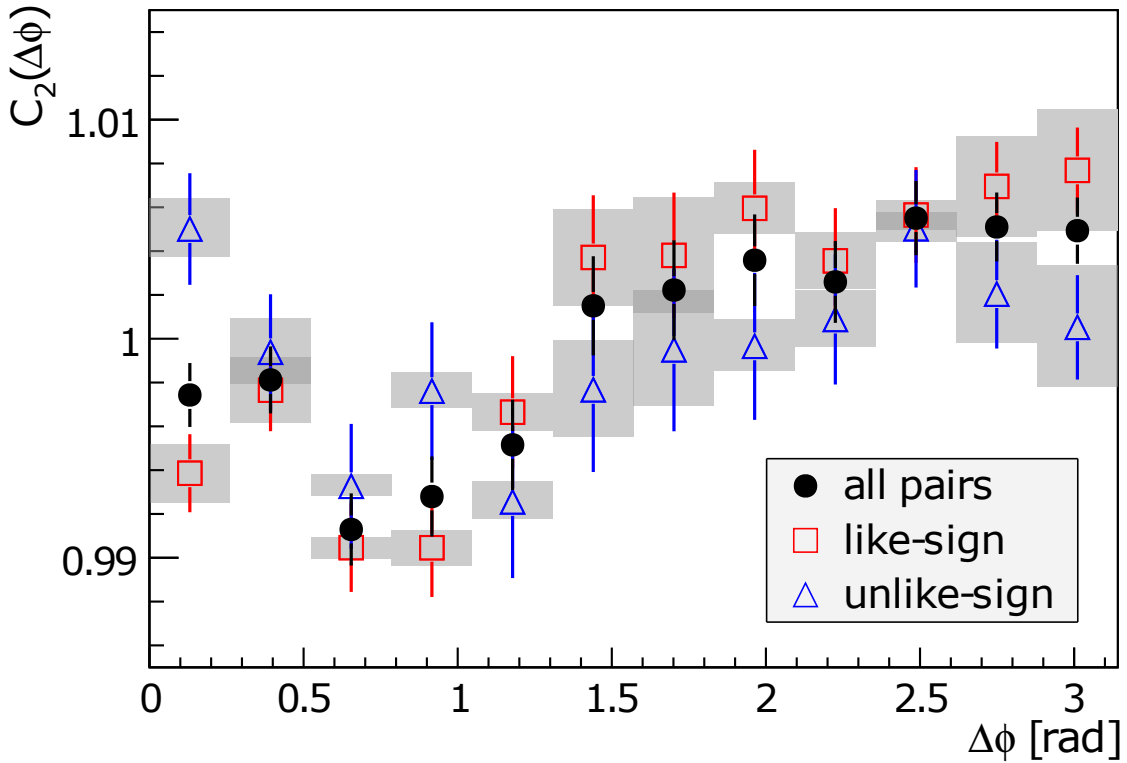 C₂(Δϕ)
1.01
1
0.99
all pairs
like-sign
unlike-sign
0 0.5 1 1.5 2 2.5 3
Δϕ [rad]